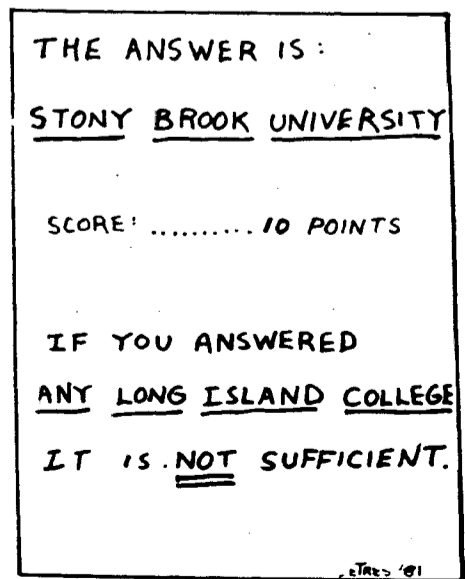 THE ANSWER IS:
STONY BROOK UNIVERSITY
SCORE: .......... 10 POINTS
IF YOU ANSWERED
ANY LONG ISLAND COLLEGE
IT IS NOT SUFFICIENT.
'81